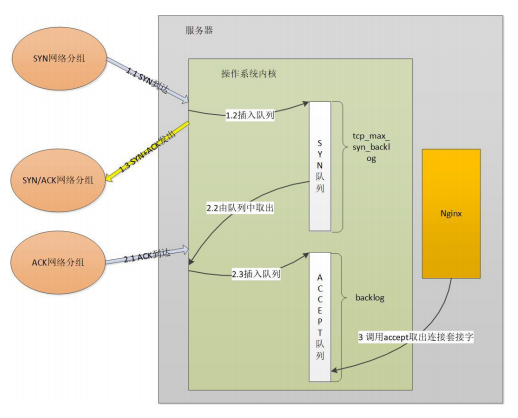 服务器
操作系统内核
SYN网络分组
1.1 SYN到达
1.2插入队列
1.3 SYN+ACK发出
SYN/ACK网络分组
SYN队列
tcp_max_
syn_backl
og
Nginx
2.2由队列中取出
ACK网络分组
2.1 ACK到达
2.3插入队列
ACCEPT队列
backlog
3 调用accept取出连接套接字